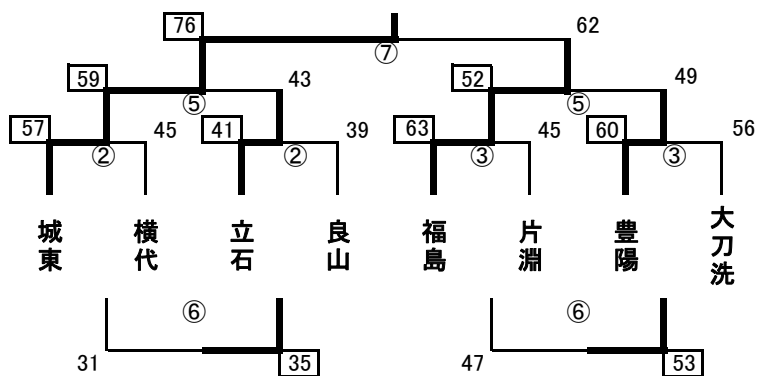 76 62
⑦
59 43 52 49
⑤ ⑤
57 45 41 39 63 45 60 56
② ② ③ ③
城東 横代 立石 良山 福島 片淵 豊陽 大刀洗
⑥ ⑥
31 35 47 53